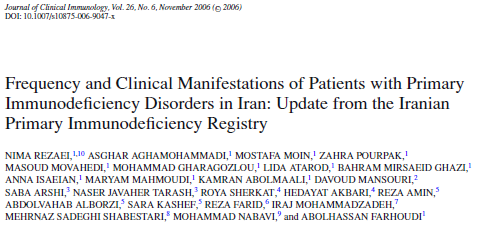 Journal of Clinical Immunology, Vol. 26, No. 6, November 2006 (© 2006)
DOI: 10.1007/s10875-006-9047-x
Frequency and Clinical Manifestations of Patients with Primary
Immunodeficiency Disorders in Iran: Update from the Iranian
Primary Immunodeficiency Registry
NIMA REZAEI,1,10 ASGHAR AGHAMOHAMMADI,1 MOSTAFA MOIN,1 ZAHRA POURPAK,1
MASOUD MOVAHEDI,1 MOHAMMAD GHARAGOZLOU,1 LIDA ATAROD,1 BAHRAM MIRSAEID GHAZI,1
ANNA ISAEIAN,1 MARYAM MAHMOUDI,1 KAMRAN ABOLMAALI,1 DAVOUD MANSOURI,2
SABA ARSHI,3 NASER JAVAHER TARASH,3 ROYA SHERKAT,4 HEDAYAT AKBARI,4 REZA AMIN,5
ABDOLVAHAB ALBORZI,5 SARA KASHEF,5 REZA FARID,6 IRAJ MOHAMMADZADEH,7
MEHRNAZ SADEGHI SHABESTARI,8 MOHAMMAD NABAVI,9 and ABOLHASSAN FARHOUDI1